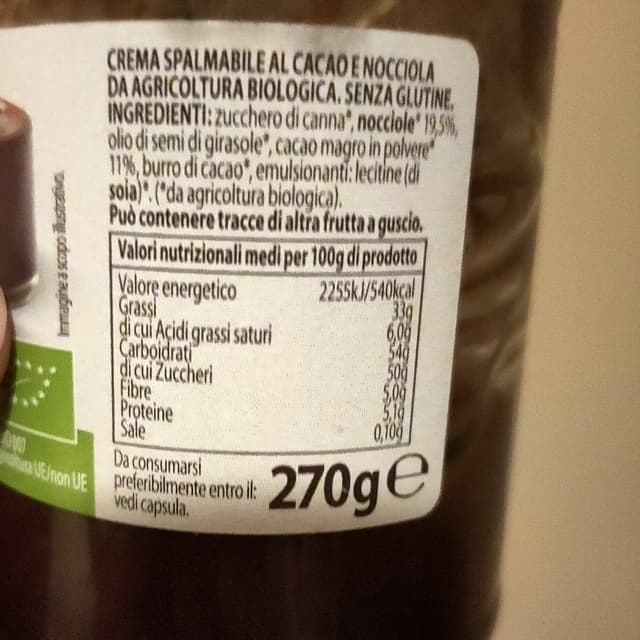 CREMA SPALMABILE AL CACAO E NOCCIOLA
DA AGRICOLTURA BIOLOGICA. SENZA GLUTINE.
INGREDIENTI: zucchero di canna*, nocciole* 19,5%,
olio di semi di girasole*, cacao magro in polvere*
11%, burro di cacao*, emulsionanti: lecitine (di
soia)*. (*da agricoltura biologica).
Può contenere tracce di altra frutta a guscio.
Valori nutrizionali medi per 100g di prodotto
Valore energetico 2255kJ/540kcal
Grassi 33g
di cui Acidi grassi saturi 6,0g
Carboidrati 54g
di cui Zuccheri 50g
Fibre 5,0g
Proteine 5,1g
Sale 0,10g
Da consumarsi
preferibilmente entro il:
vedi capsula.
270g e
Immagine a scopo illustrativo.
007
UE/non UE